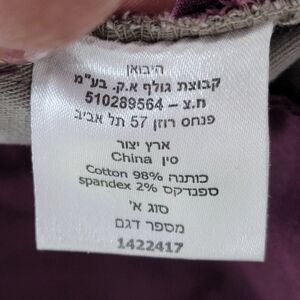 היבואן
קבוצת גולף א.ק. בע"מ
ח.צ - 510289564
פנחס רוזן 57 תל אביב
ארץ יצור
סין China
כותנה 98% Cotton
ספנדקס 2% spandex
סוג א'
מספר דגם
1422417